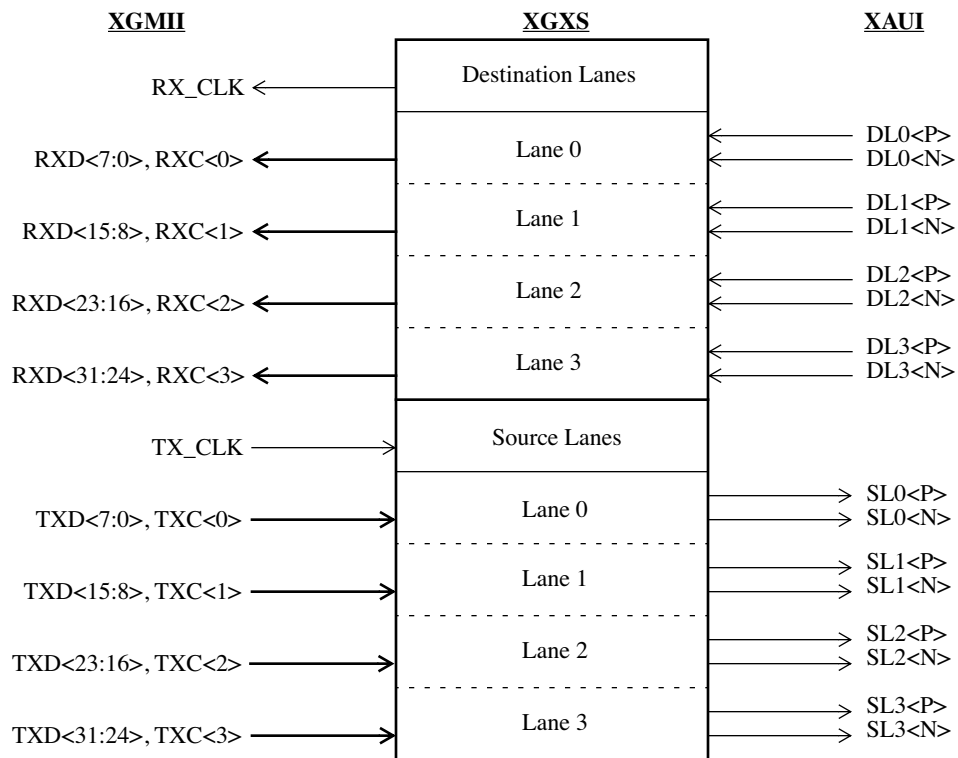 XGMII XGXS XAUI
Destination Lanes
RX_CLK
DL0<P>
RXD<7:0>, RXC<0> Lane 0 DL0<N>
DL1<P>
RXD<15:8>, RXC<1> Lane 1 DL1<N>
DL2<P>
RXD<23:16>, RXC<2> Lane 2 DL2<N>
DL3<P>
RXD<31:24>, RXC<3> Lane 3 DL3<N>
TX_CLK Source Lanes
SL0<P>
TXD<7:0>, TXC<0> Lane 0 SL0<N>
SL1<P>
TXD<15:8>, TXC<1> Lane 1 SL1<N>
SL2<P>
TXD<23:16>, TXC<2> Lane 2 SL2<N>
SL3<P>
TXD<31:24>, TXC<3> Lane 3 SL3<N>